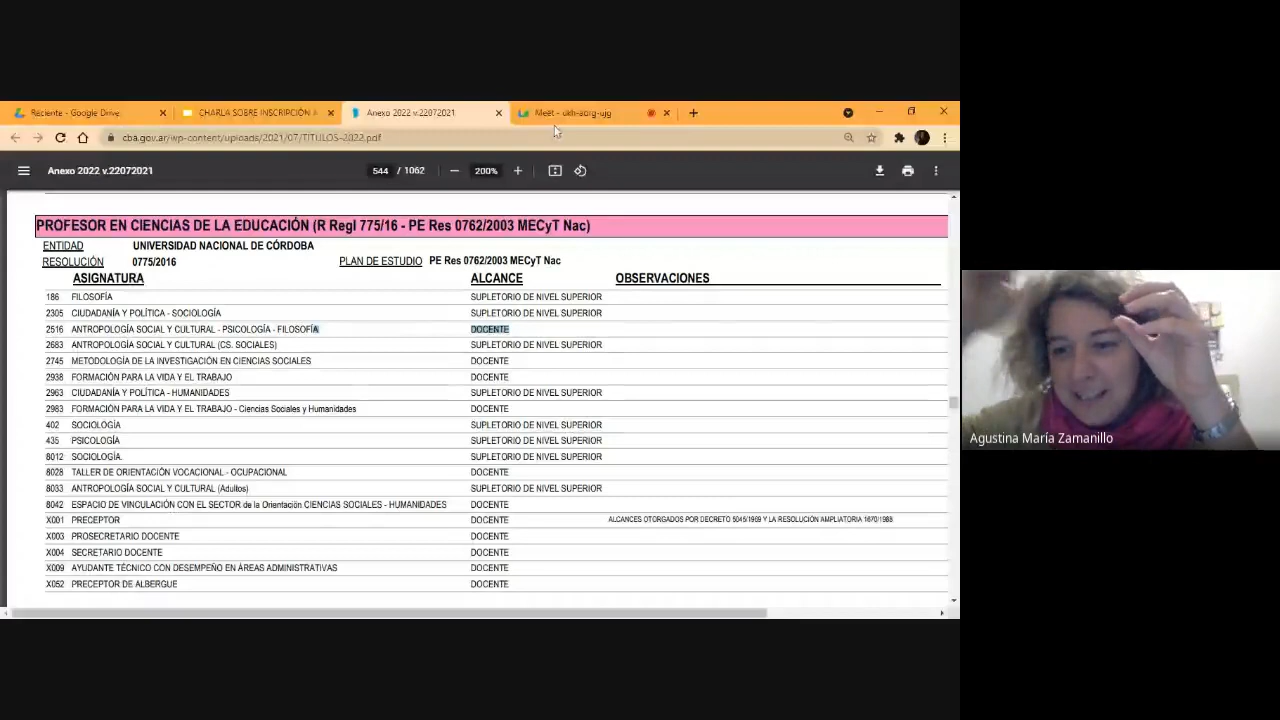 Reciente - Google Drive
CHARLA SOBRE INSCRIPCIÓN A
Anexo 2022 v.22072021
Meet - ukh-aorg-ujg
cba.gov.ar/wp-content/uploads/2021/07/TITULOS-2022.pdf
Anexo 2022 v.22072021
544 / 1062
200%
PROFESOR EN CIENCIAS DE LA EDUCACIÓN (R Regl 775/16 - PE Res 0762/2003 MECyT Nac)
ENTIDAD UNIVERSIDAD NACIONAL DE CÓRDOBA
RESOLUCIÓN 0775/2016 PLAN DE ESTUDIO PE Res 0762/2003 MECyT Nac
ASIGNATURA ALCANCE OBSERVACIONES
186 FILOSOFÍA SUPLETORIO DE NIVEL SUPERIOR
2305 CIUDADANÍA Y POLÍTICA - SOCIOLOGÍA SUPLETORIO DE NIVEL SUPERIOR
2516 ANTROPOLOGÍA SOCIAL Y CULTURAL - PSICOLOGÍA - FILOSOFÍA DOCENTE
2683 ANTROPOLOGÍA SOCIAL Y CULTURAL (CS. SOCIALES) SUPLETORIO DE NIVEL SUPERIOR
2745 METODOLOGÍA DE LA INVESTIGACIÓN EN CIENCIAS SOCIALES DOCENTE
2938 FORMACIÓN PARA LA VIDA Y EL TRABAJO DOCENTE
2963 CIUDADANÍA Y POLÍTICA - HUMANIDADES SUPLETORIO DE NIVEL SUPERIOR
2983 FORMACIÓN PARA LA VIDA Y EL TRABAJO - Ciencias Sociales y Humanidades DOCENTE
402 SOCIOLOGÍA SUPLETORIO DE NIVEL SUPERIOR
435 PSICOLOGÍA SUPLETORIO DE NIVEL SUPERIOR
8012 SOCIOLOGÍA. SUPLETORIO DE NIVEL SUPERIOR
8028 TALLER DE ORIENTACIÓN VOCACIONAL - OCUPACIONAL DOCENTE
8033 ANTROPOLOGÍA SOCIAL Y CULTURAL (Adultos) SUPLETORIO DE NIVEL SUPERIOR
8042 ESPACIO DE VINCULACIÓN CON EL SECTOR de la Orientación CIENCIAS SOCIALES - HUMANIDADES DOCENTE
X001 PRECEPTOR DOCENTE ALCANCES OTORGADOS POR DECRETO 5045/1969 Y LA RESOLUCIÓN AMPLIATORIA 1670/1988
X003 PROSECRETARIO DOCENTE DOCENTE
X004 SECRETARIO DOCENTE DOCENTE
X009 AYUDANTE TÉCNICO CON DESEMPEÑO EN ÁREAS ADMINISTRATIVAS DOCENTE
X052 PRECEPTOR DE ALBERGUE DOCENTE
Agustina María Zamanillo